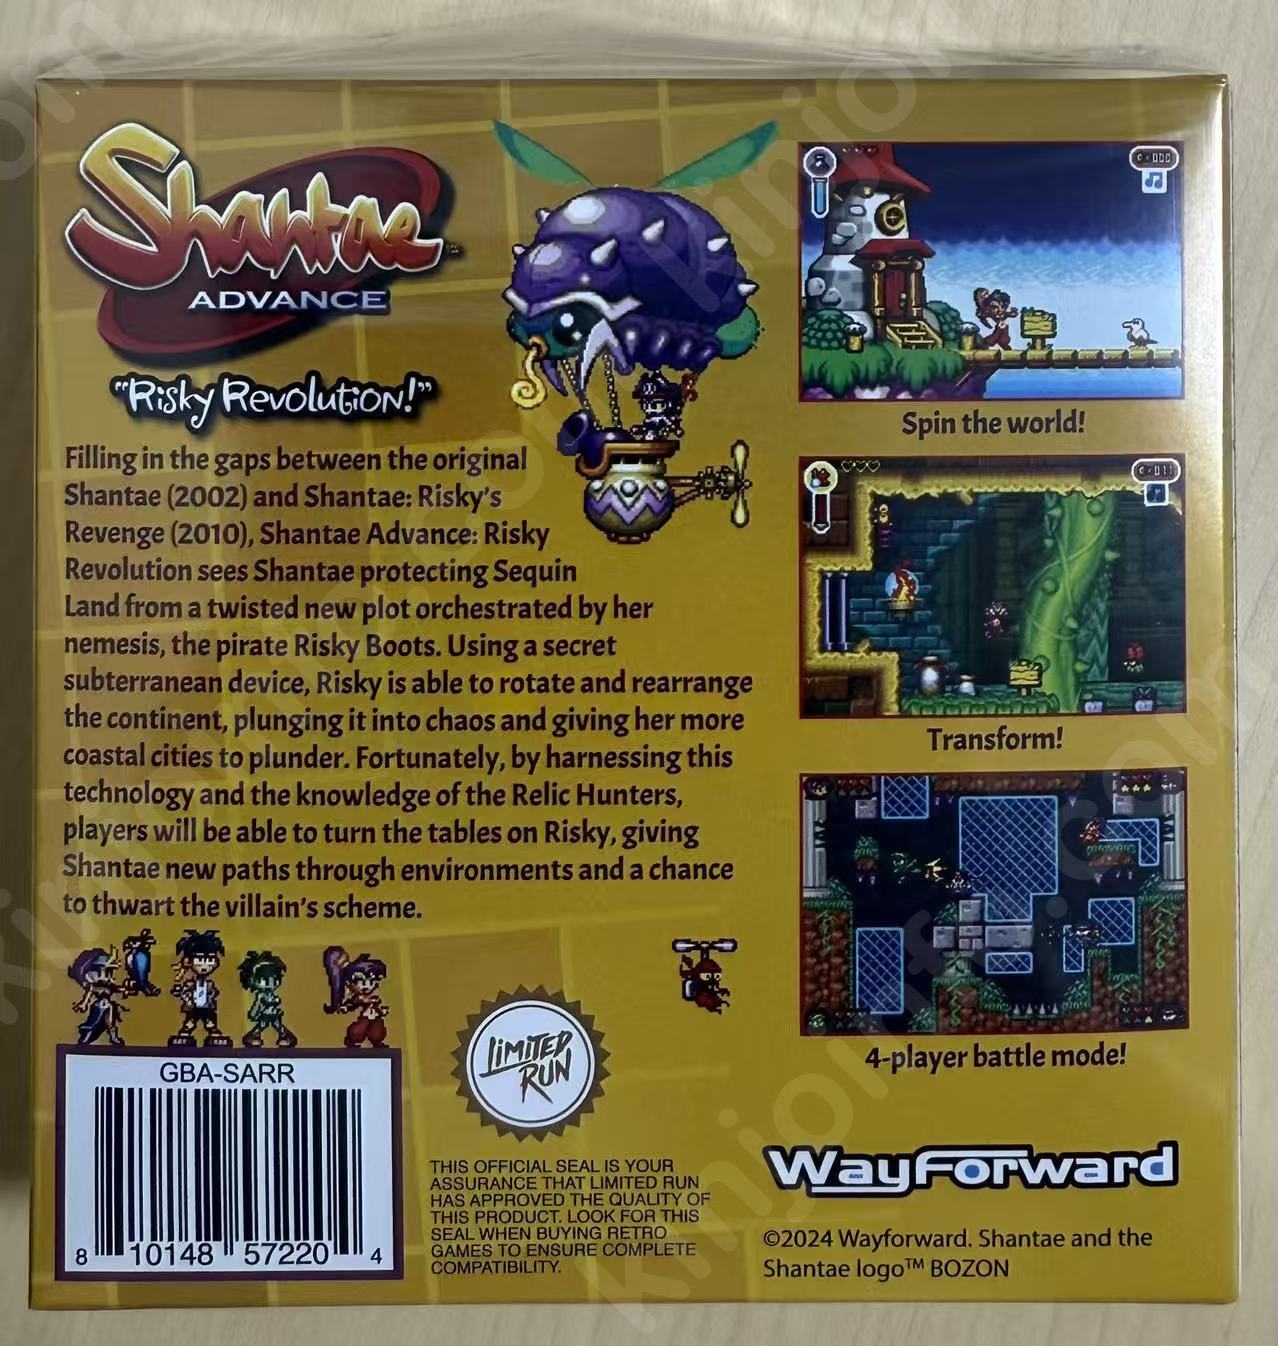 Shantae
ADVANCE
"Risky Revolution!"
Filling in the gaps between the original
Shantae (2002) and Shantae: Risky's
Revenge (2010), Shantae Advance: Risky
Revolution sees Shantae protecting Sequin
Land from a twisted new plot orchestrated by her
nemesis, the pirate Risky Boots. Using a secret
subterranean device, Risky is able to rotate and rearrange
the continent, plunging it into chaos and giving her more
coastal cities to plunder. Fortunately, by harnessing this
technology and the knowledge of the Relic Hunters,
players will be able to turn the tables on Risky, giving
Shantae new paths through environments and a chance
to thwart the villain's scheme.
Spin the world!
Transform!
4-player battle mode!
GBA-SARR
8 10148 57220 4
LIMITED
RUN
THIS OFFICIAL SEAL IS YOUR
ASSURANCE THAT LIMITED RUN
HAS APPROVED THE QUALITY OF
THIS PRODUCT. LOOK FOR THIS
SEAL WHEN BUYING RETRO
GAMES TO ENSURE COMPLETE
COMPATIBILITY.
WayForward
©2024 Wayforward. Shantae and the
Shantae logo™ BOZON